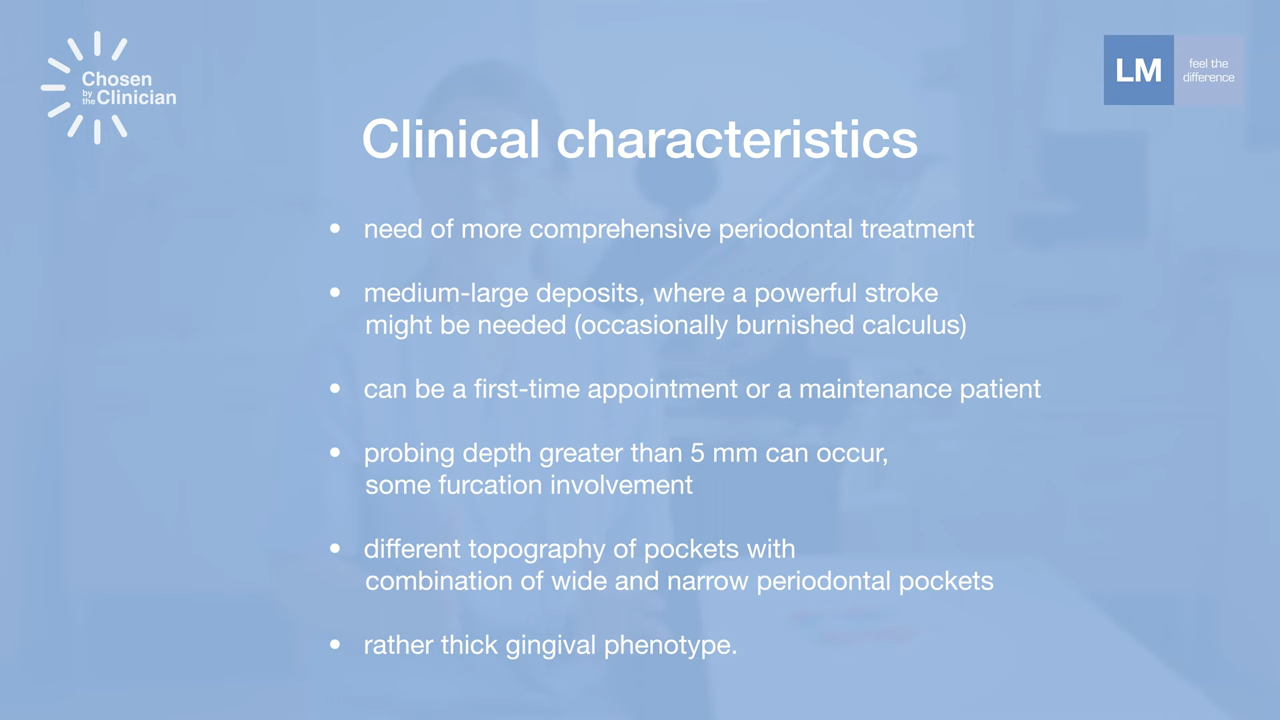 Chosen
by the Clinician
LM
feel the
difference
Clinical characteristics
• need of more comprehensive periodontal treatment
• medium-large deposits, where a powerful stroke
might be needed (occasionally burnished calculus)
• can be a first-time appointment or a maintenance patient
• probing depth greater than 5 mm can occur,
some furcation involvement
• different topography of pockets with
combination of wide and narrow periodontal pockets
• rather thick gingival phenotype.